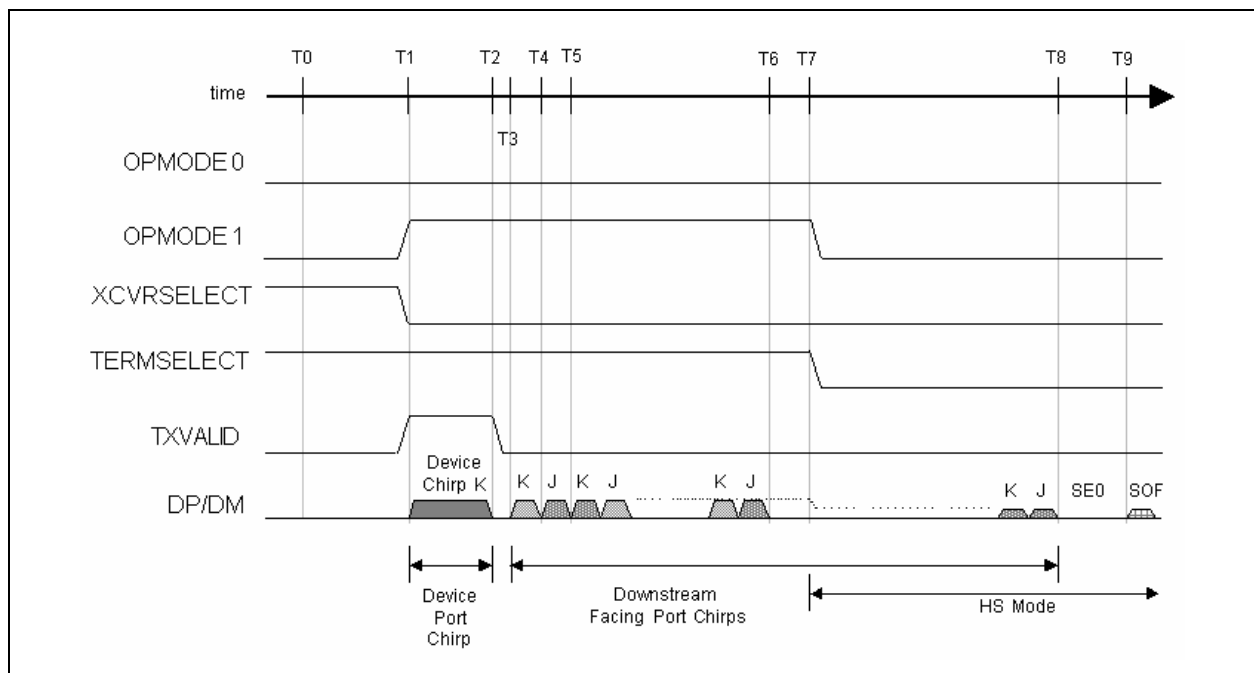 T0 T1 T2 T4 T5 T6 T7 T8 T9
time
T3
OPMODE 0
OPMODE 1
XCVRSELECT
TERMSELECT
TXVALID
Device
Chirp K
K J K J K J K J SE0 SOF
DP/DM
Device
Port
Chirp
Downstream
Facing Port Chirps
HS Mode